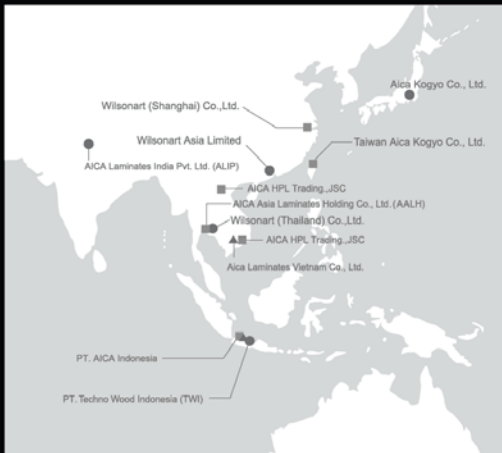 Aica Kogyo Co., Ltd.
Wilsonart (Shanghai) Co.,Ltd.
Wilsonart Asia Limited
Taiwan Aica Kogyo Co., Ltd.
AICA Laminates India Pvt. Ltd. (ALIP)
AICA HPL Trading.,JSC
AICA Asia Laminates Holding Co., Ltd. (AALH)
Wilsonart (Thailand) Co.,Ltd.
AICA HPL Trading.,JSC
Aica Laminates Vietnam Co., Ltd.
PT. AICA Indonesia
PT. Techno Wood Indonesia (TWI)